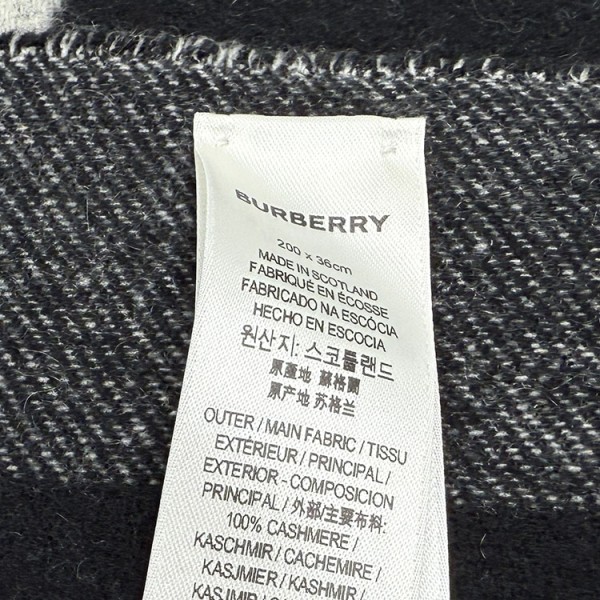 BURBERRY
200 x 36cm
MADE IN SCOTLAND
FABRIQUÉ EN ÉCOSSE
FABRICADO NA ESCÓCIA
HECHO EN ESCOCIA
원산지: 스코틀랜드
原產地 蘇格蘭
原产地 苏格兰
OUTER / MAIN FABRIC / TISSU
EXTÉRIEUR / PRINCIPAL /
EXTERIOR - COMPOSICION
PRINCIPAL / 外部/主要布料:
100% CASHMERE /
KASCHMIR / CACHEMIRE /
KASJMIER / KASHMIR /